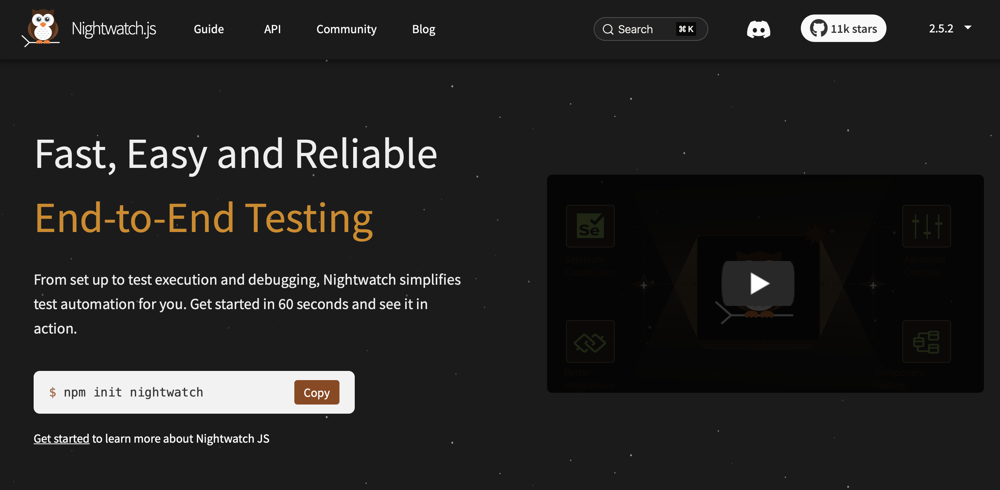 Nightwatch.js
Guide
API
Community
Blog
Search
⌘ K
11k stars
2.5.2
Fast, Easy and Reliable
End-to-End Testing
From set up to test execution and debugging, Nightwatch simplifies
test automation for you. Get started in 60 seconds and see it in
action.
$ npm init nightwatch
Copy
Get started to learn more about Nightwatch JS
Se
Selenium
Capabilities
Advanced
Controls
Better
Integrations
Component
Testing